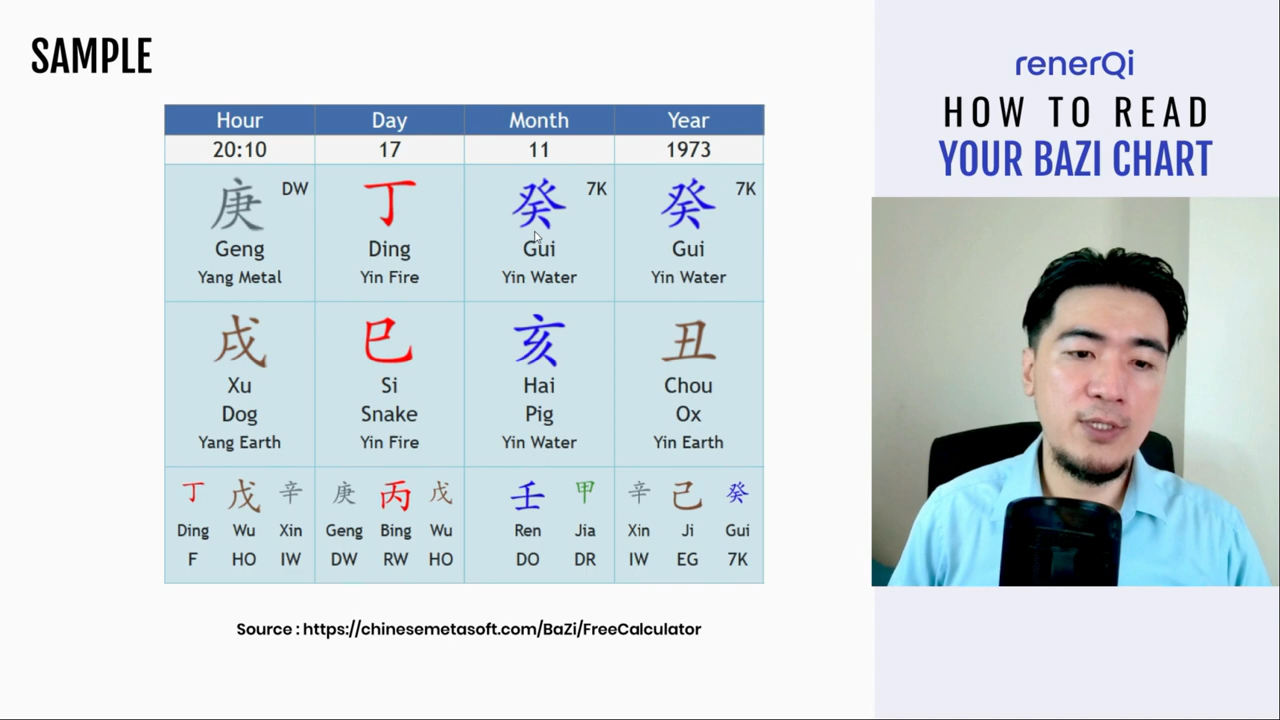 SAMPLE
Hour Day Month Year
20:10 17 11 1973
庚 DW 丁 癸 7K 癸 7K
Geng Ding Gui Gui
Yang Metal Yin Fire Yin Water Yin Water
戌 巳 亥 丑
Xu Si Hai Chou
Dog Snake Pig Ox
Yang Earth Yin Fire Yin Water Yin Earth
丁 戊 辛 庚 丙 戊 壬 甲 辛 己 癸
Ding Wu Xin Geng Bing Wu Ren Jia Xin Ji Gui
F HO IW DW RW HO DO DR IW EG 7K
Source : https://chinesemetasoft.com/BaZi/FreeCalculator
renerQi
HOW TO READ
YOUR BAZI CHART